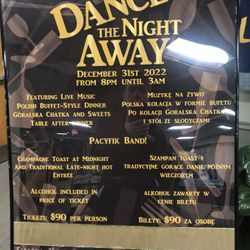 DANCE
THE NIGHT
AWAY
DECEMBER 31ST 2022
FROM 8PM UNTIL 3AM
FEATURING LIVE MUSIC
POLISH BUFFET-STYLE DINNER
GÓRALSKA CHATKA AND SWEETS
TABLE AFTER DINNER
MUZYKĘ NA ŻYWO
POLSKA KOLACJA W FORMIE BUFETU
PO KOLACJI GÓRALSKA CHATKA
I STÓŁ ZE SŁODYCZAMI
PACYFIK BAND!
CHAMPAGNE TOAST AT MIDNIGHT
AND TRADITIONAL LATE-NIGHT HOT
ENTRÉE
SZAMPAN TOAST I
TRADYCYJNE GORĄCE DANIE PÓŹNYM
WIECZOREM
ALCOHOL INCLUDED IN
PRICE OF TICKET
ALKOHOL ZAWARTY W
CENIE BILETU
TICKETS: $90 PER PERSON
BILETY: $90 ZA OSOBĘ